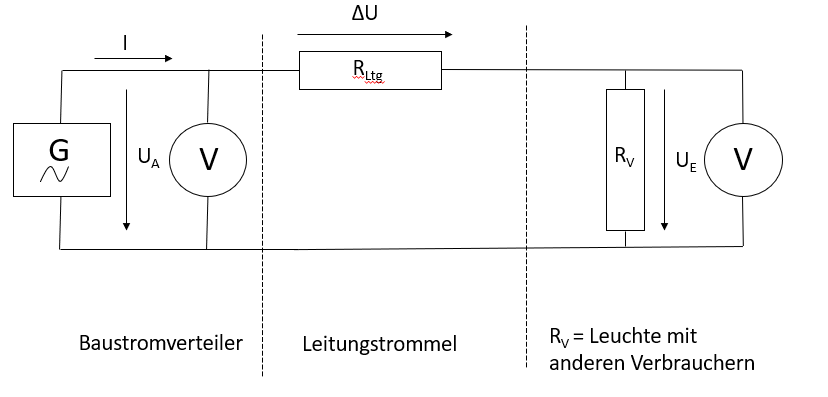 ΔU
I
R_Ltg
G
U_A
V
R_V
U_E
V
Baustromverteiler
Leitungstrommel
R_V = Leuchte mit
anderen Verbrauchern